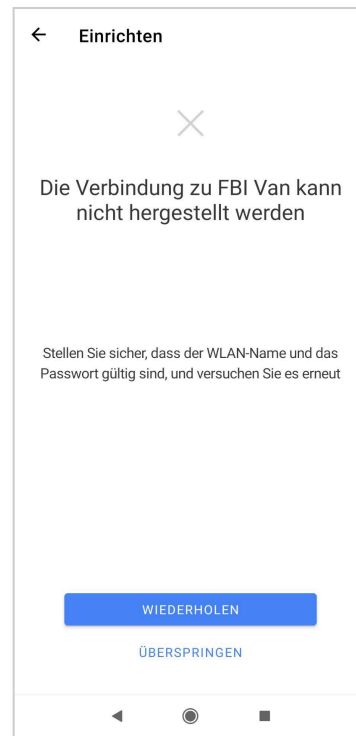 Einrichten
Die Verbindung zu FBI Van kann
nicht hergestellt werden
Stellen Sie sicher, dass der WLAN-Name und das
Passwort gültig sind, und versuchen Sie es erneut
WIEDERHOLEN
ÜBERSPRINGEN